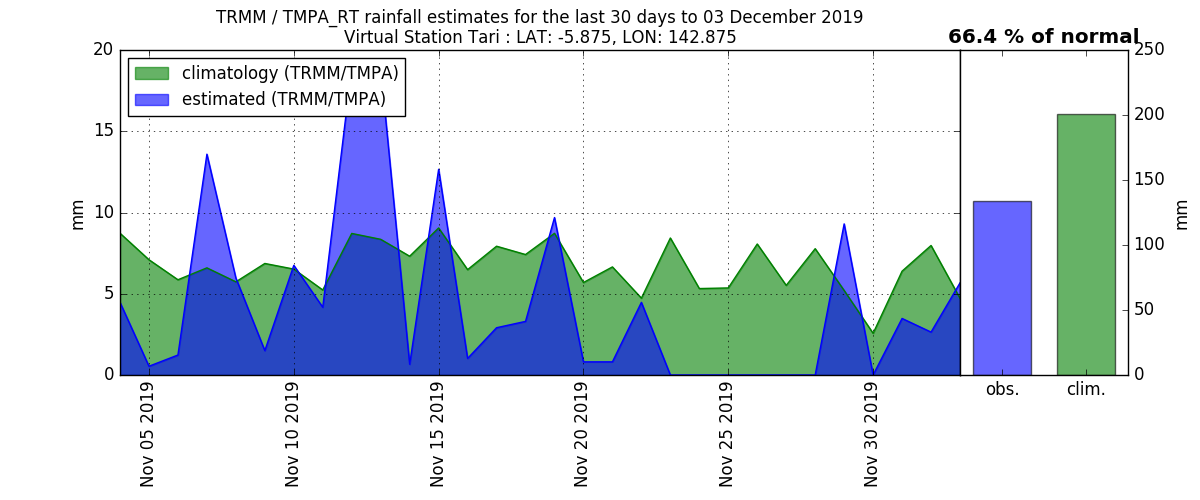 TRMM / TMPA_RT rainfall estimates for the last 30 days to 03 December 2019
Virtual Station Tari : LAT: -5.875, LON: 142.875
66.4 % of normal
climatology (TRMM/TMPA)
estimated (TRMM/TMPA)
20
15
10
5
0
mm
Nov 05 2019
Nov 10 2019
Nov 15 2019
Nov 20 2019
Nov 25 2019
Nov 30 2019
obs.
clim.
250
200
150
100
50
0
mm